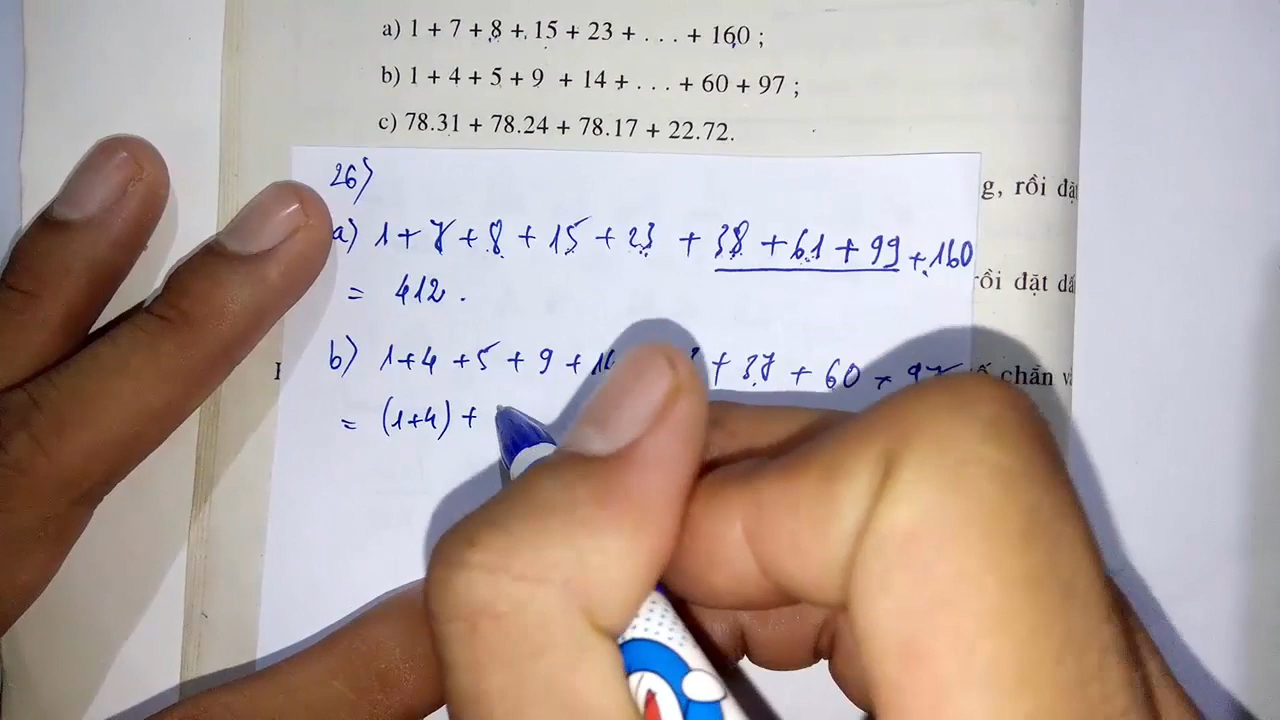 a) 1 + 7 + 8 + 15 + 23 + . . . + 160 ;
b) 1 + 4 + 5 + 9 + 14 + . . . + 60 + 97 ;
c) 78.31 + 78.24 + 78.17 + 22.72.
26)
g, rồi đặt
a) 1 + 7 + 8 + 15 + 23 + 38 + 61 + 99 + 160
rồi đặt
= 412 .
b) 1 + 4 + 5 + 9 + + 37 + 60 + 97
số chẵn
= (1+4) +